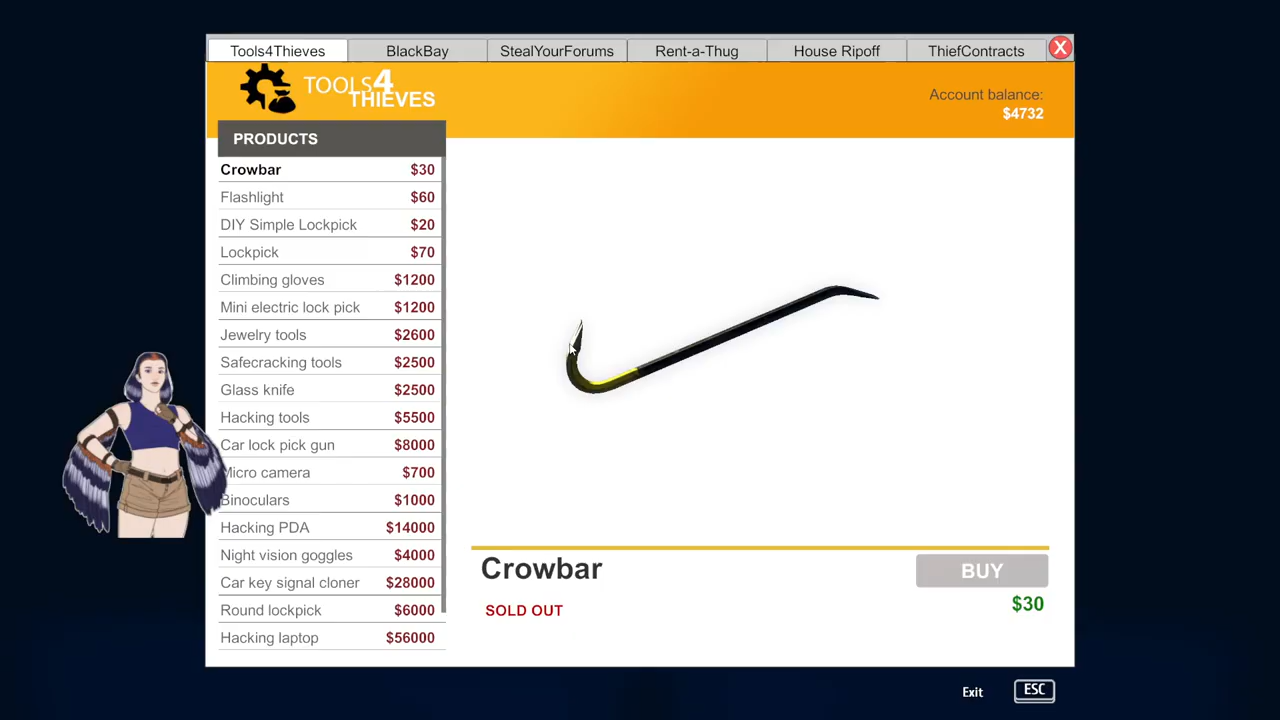 Tools4Thieves BlackBay StealYourForums Rent-a-Thug House Ripoff ThiefContracts X
TOOLS4
THIEVES
Account balance:
$4732
PRODUCTS
Crowbar $30
Flashlight $60
DIY Simple Lockpick $20
Lockpick $70
Climbing gloves $1200
Mini electric lock pick $1200
Jewelry tools $2600
Safecracking tools $2500
Glass knife $2500
Hacking tools $5500
Car lock pick gun $8000
Micro camera $700
Binoculars $1000
Hacking PDA $14000
Night vision goggles $4000
Car key signal cloner $28000
Round lockpick $6000
Hacking laptop $56000
Crowbar
BUY
SOLD OUT
$30
Exit ESC